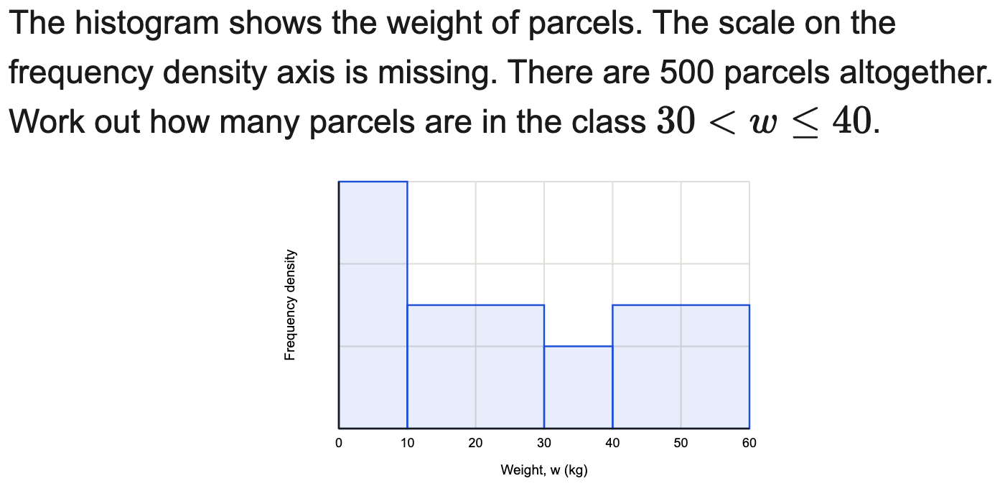 The histogram shows the weight of parcels. The scale on the
frequency density axis is missing. There are 500 parcels altogether.
Work out how many parcels are in the class 30 < w ≤ 40.
Frequency density
0 10 20 30 40 50 60
Weight, w (kg)